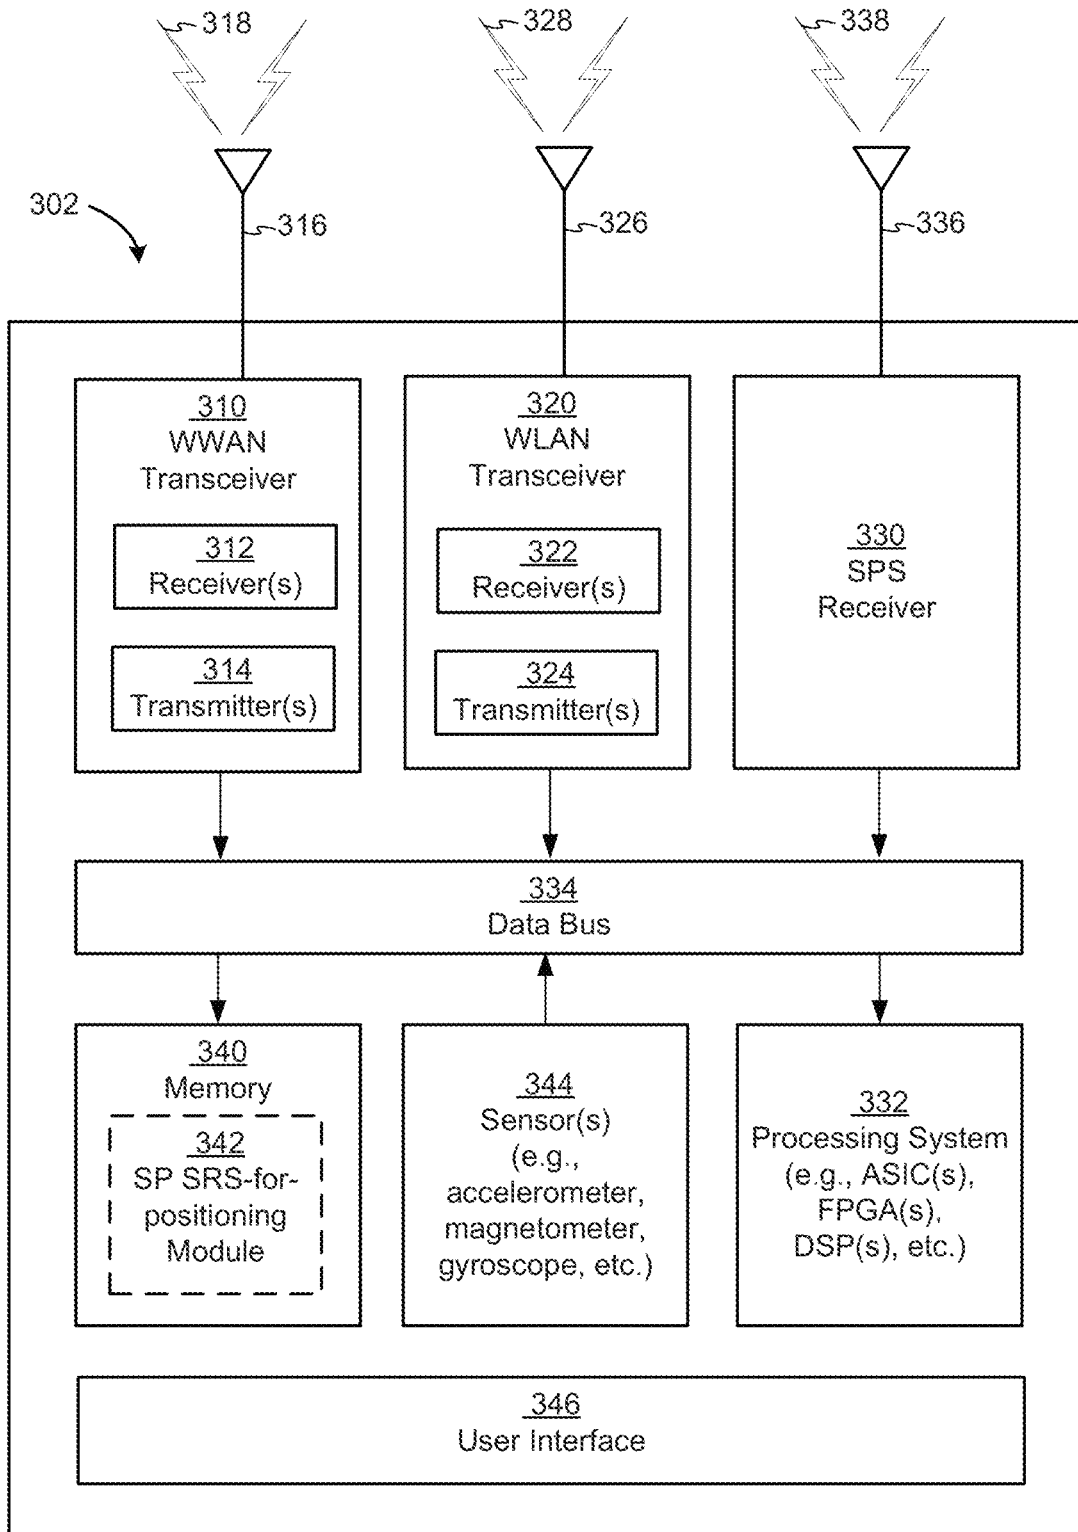 318
328
338
302
316
326
336
310
WWAN
Transceiver
312
Receiver(s)
314
Transmitter(s)
320
WLAN
Transceiver
322
Receiver(s)
324
Transmitter(s)
330
SPS
Receiver
334
Data Bus
340
Memory
342
SP SRS-for-
positioning
Module
344
Sensor(s)
(e.g.,
accelerometer,
magnetometer,
gyroscope, etc.)
332
Processing System
(e.g., ASIC(s),
FPGA(s),
DSP(s), etc.)
346
User Interface